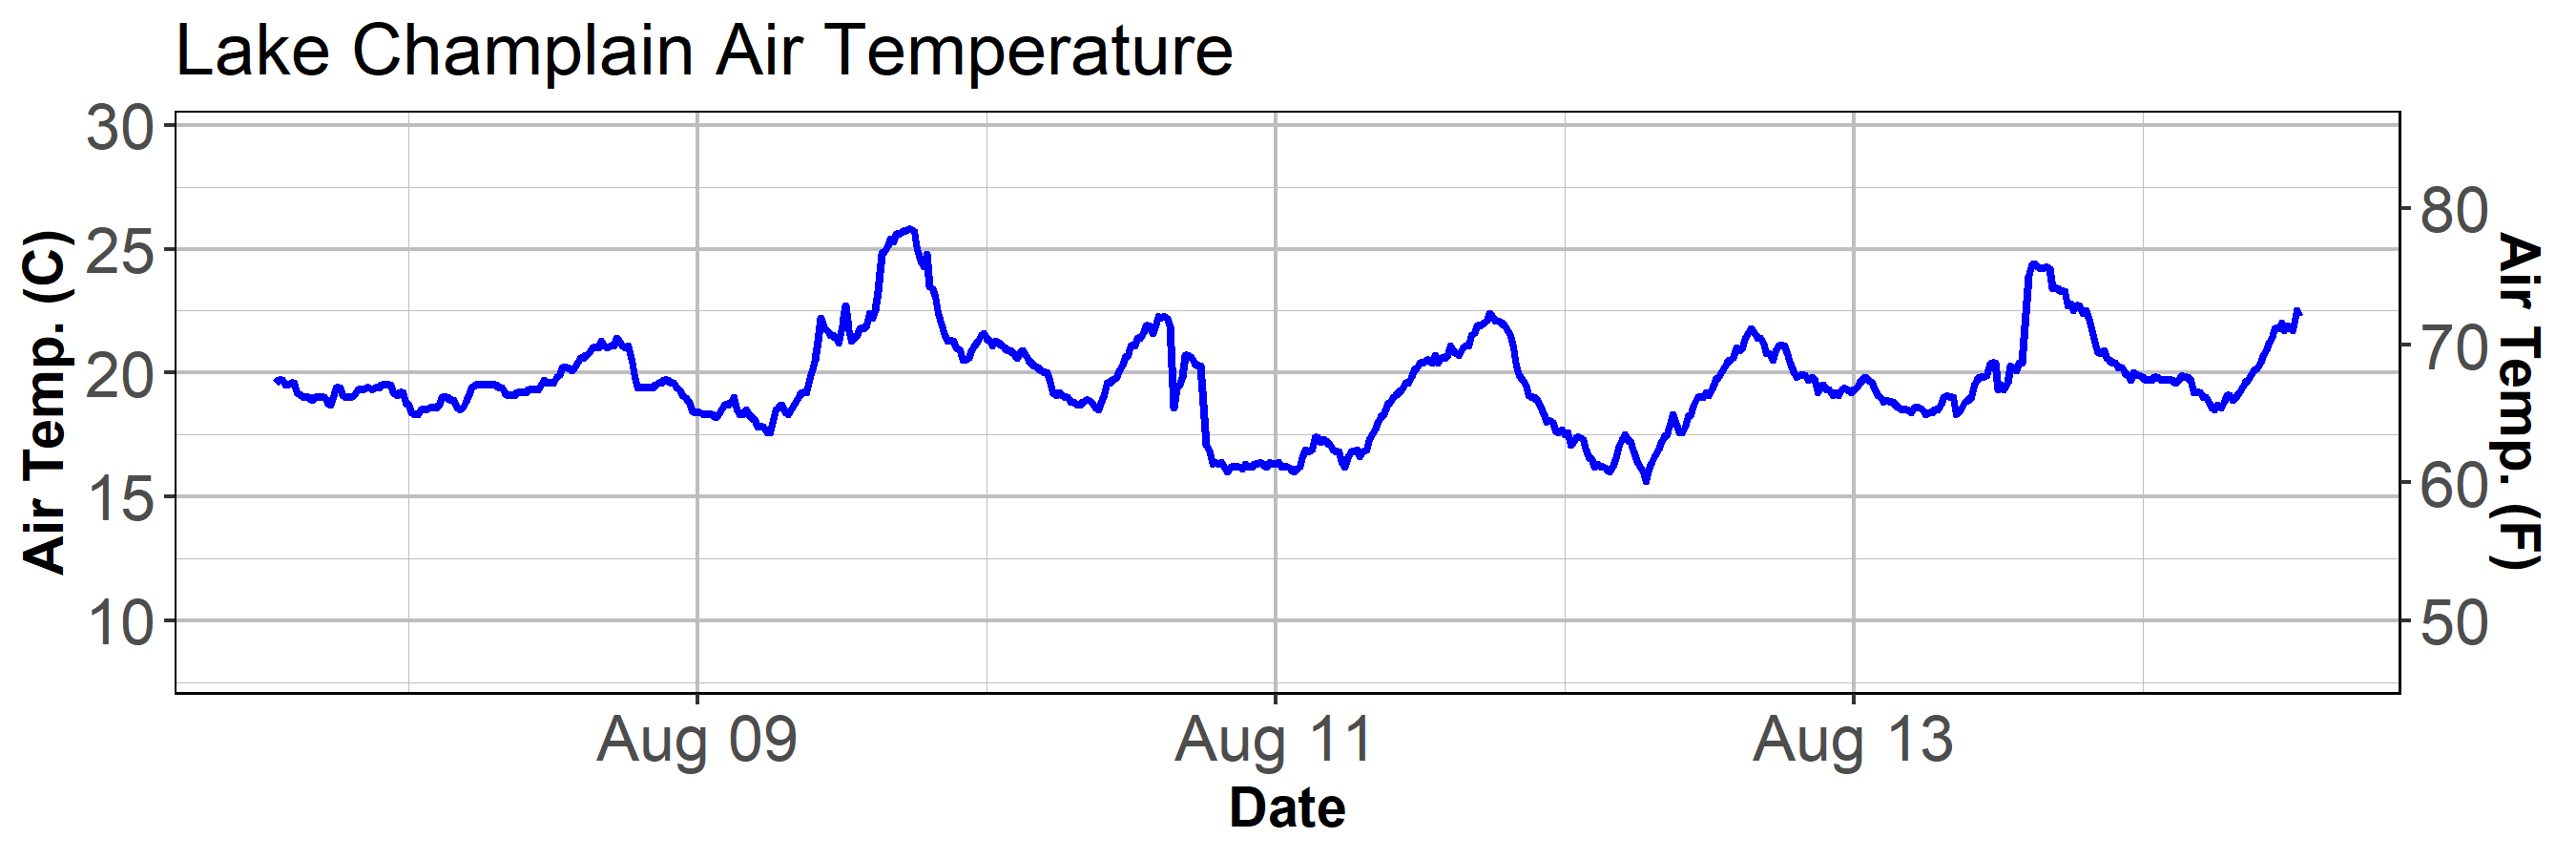 Lake Champlain Air Temperature
30
25
20
15
10
Air Temp. (C)
80
70
60
50
Air Temp. (F)
Aug 09 Aug 11 Aug 13
Date